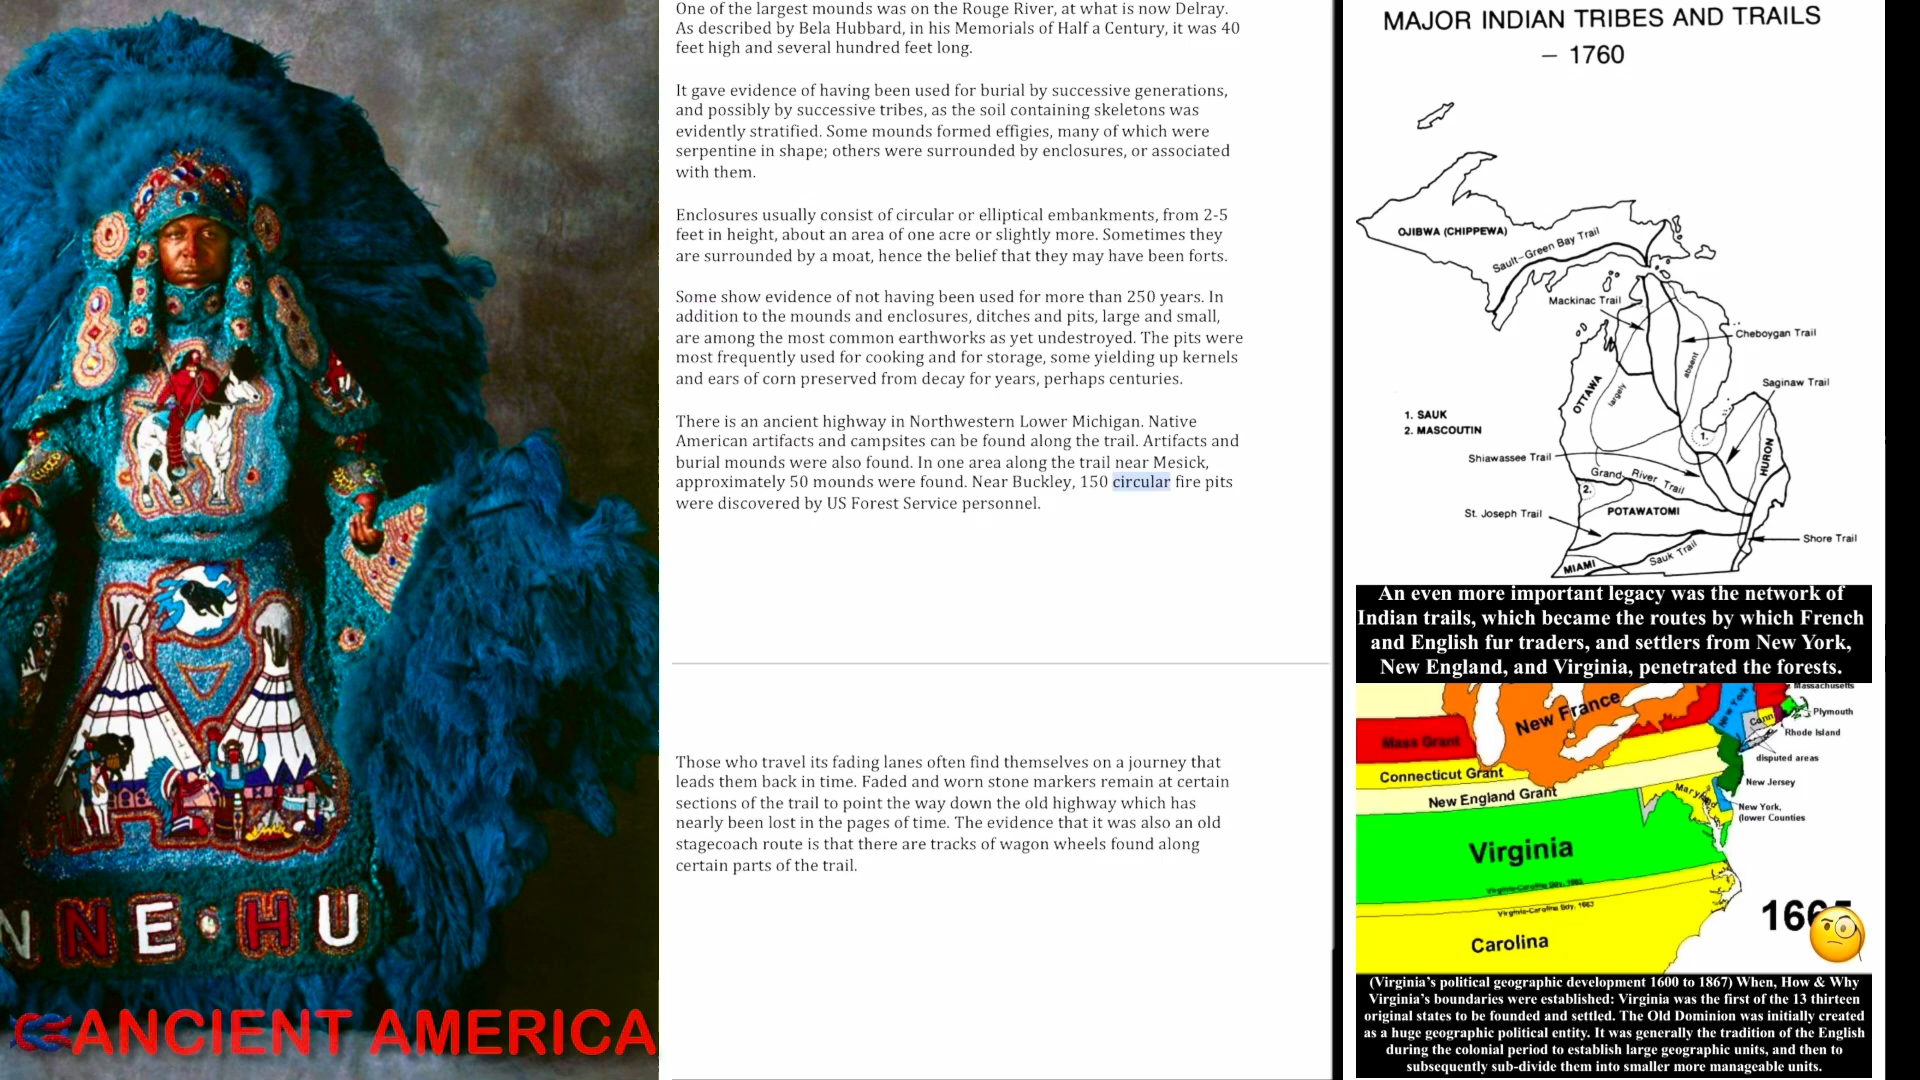 NNE·HU
ANCIENT AMERICA
One of the largest mounds was on the Rouge River, at what is now Delray.
As described by Bela Hubbard, in his Memorials of Half a Century, it was 40
feet high and several hundred feet long.
It gave evidence of having been used for burial by successive generations,
and possibly by successive tribes, as the soil containing skeletons was
evidently stratified. Some mounds formed effigies, many of which were
serpentine in shape; others were surrounded by enclosures, or associated
with them.
Enclosures usually consist of circular or elliptical embankments, from 2-5
feet in height, about an area of one acre or slightly more. Sometimes they
are surrounded by a moat, hence the belief that they may have been forts.
Some show evidence of not having been used for more than 250 years. In
addition to the mounds and enclosures, ditches and pits, large and small,
are among the most common earthworks as yet undestroyed. The pits were
most frequently used for cooking and for storage, some yielding up kernels
and ears of corn preserved from decay for years, perhaps centuries.
There is an ancient highway in Northwestern Lower Michigan. Native
American artifacts and campsites can be found along the trail. Artifacts and
burial mounds were also found. In one area along the trail near Mesick,
approximately 50 mounds were found. Near Buckley, 150 circular fire pits
were discovered by US Forest Service personnel.
Those who travel its fading lanes often find themselves on a journey that
leads them back in time. Faded and worn stone markers remain at certain
sections of the trail to point the way down the old highway which has
nearly been lost in the pages of time. The evidence that it was also an old
stagecoach route is that there are tracks of wagon wheels found along
certain parts of the trail.
MAJOR INDIAN TRIBES AND TRAILS
– 1760
OJIBWA (CHIPPEWA)
Sault-Green Bay Trail
Mackinac Trail
Cheboygan Trail
absent
Saginaw Trail
OTTAWA
largely
1. SAUK
2. MASCOUTIN
1.
HURON
Shiawassee Trail
Grand River Trail
2.
POTAWATOMI
St. Joseph Trail
Shore Trail
Sauk Trail
MIAMI
An even more important legacy was the network of
Indian trails, which became the routes by which French
and English fur traders, and settlers from New York,
New England, and Virginia, penetrated the forests.
New France
New York
Massachusetts
Plymouth
Conn
Rhode Island
Mass Grant
disputed areas
Connecticut Grant
New Jersey
New England Grant
Maryland
New York,
(lower Counties
Virginia
Virginia-Carolina Bdy. 1663
Carolina
(Virginia's political geographic development 1600 to 1867) When, How & Why
Virginia's boundaries were established: Virginia was the first of the 13 thirteen
original states to be founded and settled. The Old Dominion was initially created
as a huge geographic political entity. It was generally the tradition of the English
during the colonial period to establish large geographic units, and then to
subsequently sub-divide them into smaller more manageable units.